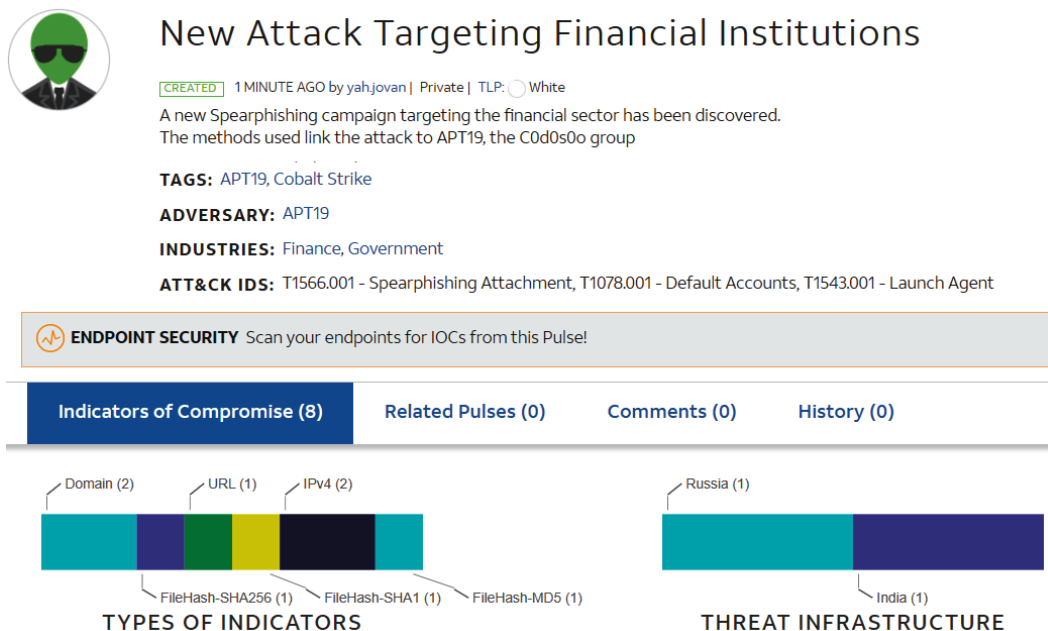 New Attack Targeting Financial Institutions
CREATED 1 MINUTE AGO by yah.jovan | Private | TLP: White
A new Spearphishing campaign targeting the financial sector has been discovered.
The methods used link the attack to APT19, the C0d0s0o group
TAGS: APT19, Cobalt Strike
ADVERSARY: APT19
INDUSTRIES: Finance, Government
ATT&CK IDS: T1566.001 - Spearphishing Attachment, T1078.001 - Default Accounts, T1543.001 - Launch Agent
ENDPOINT SECURITY Scan your endpoints for IOCs from this Pulse!
Indicators of Compromise (8) Related Pulses (0) Comments (0) History (0)
Domain (2) URL (1) IPv4 (2)
FileHash-SHA256 (1) FileHash-SHA1 (1) FileHash-MD5 (1)
TYPES OF INDICATORS
Russia (1)
India (1)
THREAT INFRASTRUCTURE